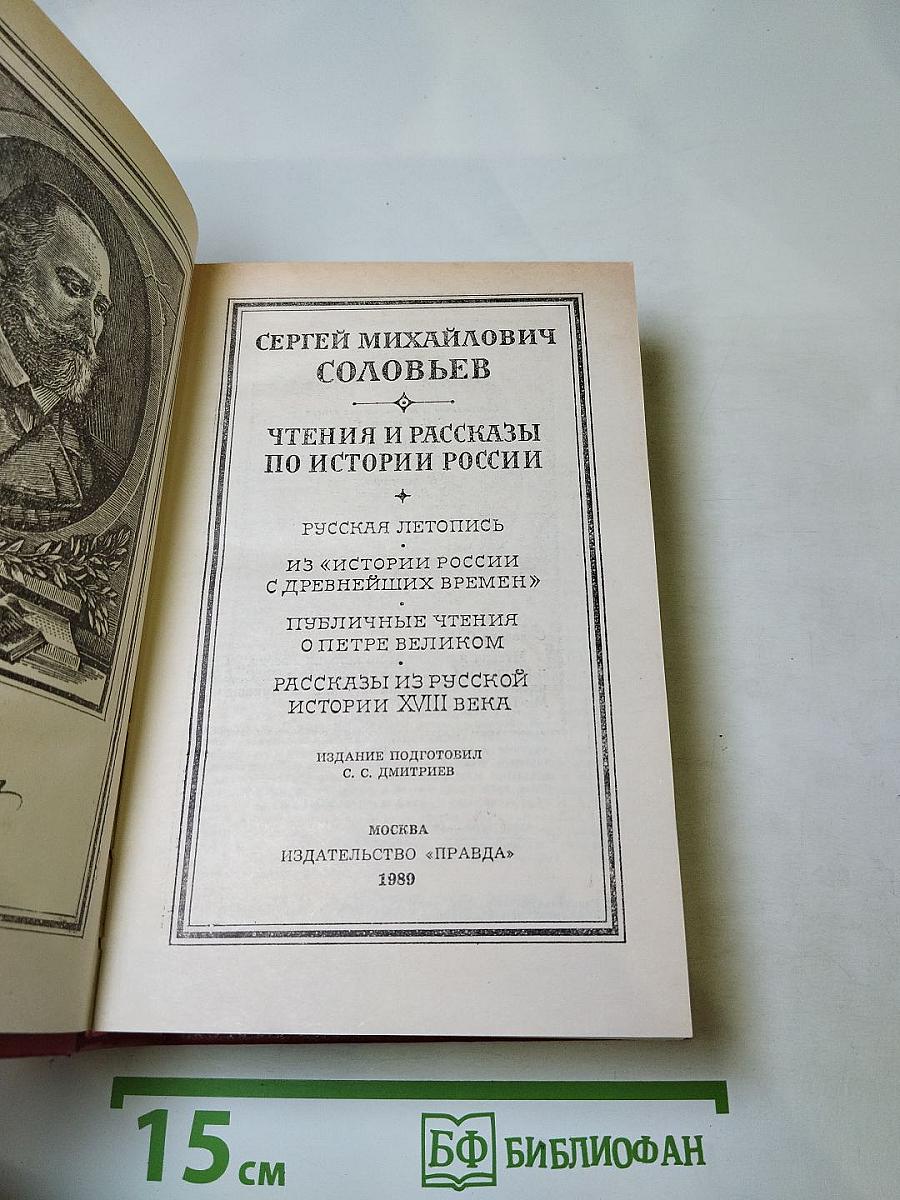 СЕРГЕЙ МИХАЙЛОВИЧ
СОЛОВЬЕВ
ЧТЕНИЯ И РАССКАЗЫ
ПО ИСТОРИИ РОССИИ
РУССКАЯ ЛЕТОПИСЬ
ИЗ «ИСТОРИИ РОССИИ
С ДРЕВНЕЙШИХ ВРЕМЕН»
ПУБЛИЧНЫЕ ЧТЕНИЯ
О ПЕТРЕ ВЕЛИКОМ
РАССКАЗЫ ИЗ РУССКОЙ
ИСТОРИИ XVIII ВЕКА
ИЗДАНИЕ ПОДГОТОВИЛ
С. С. ДМИТРИЕВ
МОСКВА
ИЗДАТЕЛЬСТВО «ПРАВДА»
1989
15 см
БФ БИБЛИОФАН